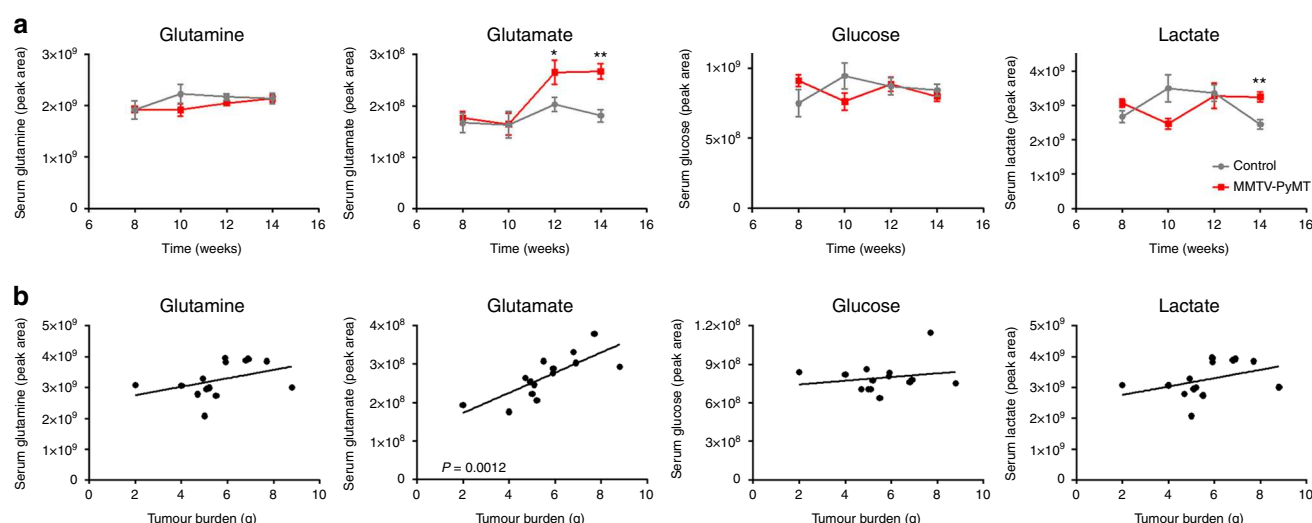 a
Glutamine
Serum glutamine (peak area)
3×10⁹
2×10⁹
1×10⁹
0
6 8 10 12 14 16
Time (weeks)
Glutamate
Serum glutamate (peak area)
3×10⁸
2×10⁸
1×10⁸
0
* **
6 8 10 12 14 16
Time (weeks)
Glucose
Serum glucose (peak area)
1×10⁹
5×10⁸
0
6 8 10 12 14 16
Time (weeks)
Lactate
Serum lactate (peak area)
4×10⁹
3×10⁹
2×10⁹
1×10⁹
0
**
Control
MMTV-PyMT
6 8 10 12 14 16
Time (weeks)
b
Glutamine
Serum glutamine (peak area)
5×10⁹
4×10⁹
3×10⁹
2×10⁹
1×10⁹
0
0 2 4 6 8 10
Tumour burden (g)
Glutamate
Serum glutamate (peak area)
4×10⁸
3×10⁸
2×10⁸
1×10⁸
0
P = 0.0012
0 2 4 6 8 10
Tumour burden (g)
Glucose
Serum glucose (peak area)
1.2×10⁸
9×10⁸
6×10⁸
3×10⁸
0
0 2 4 6 8 10
Tumour burden (g)
Lactate
Serum lactate (peak area)
5×10⁹
4×10⁹
3×10⁹
2×10⁹
1×10⁹
0
0 2 4 6 8 10
Tumour burden (g)